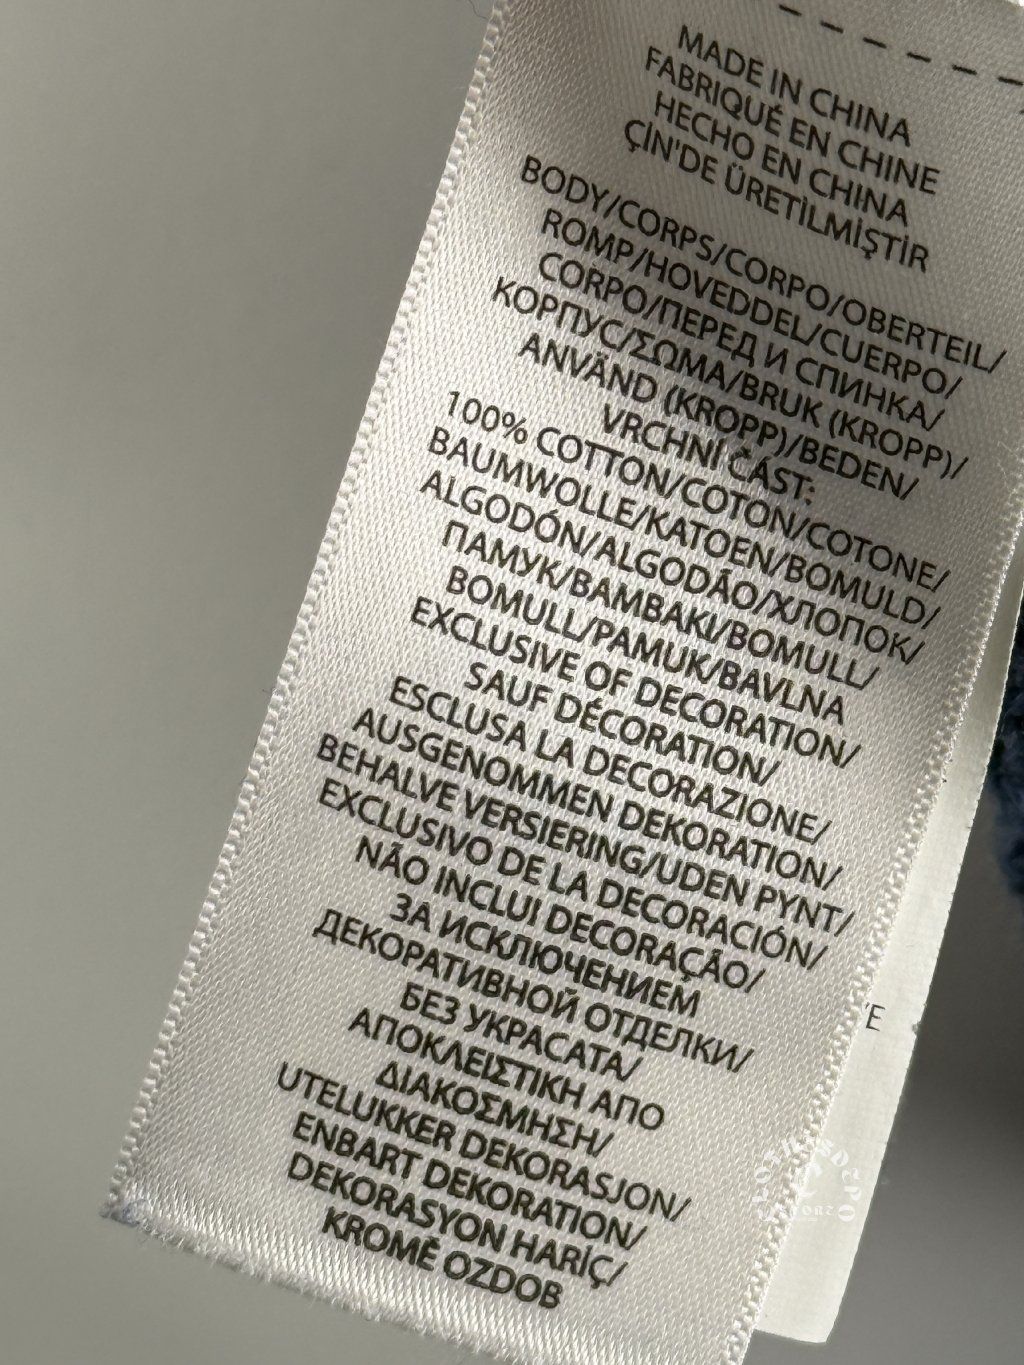 MADE IN CHINA
FABRIQUÉ EN CHINE
HECHO EN CHINA
ÇİN'DE ÜRETİLMİŞTİR
BODY/CORPS/CORPO/OBERTEIL/
ROMP/HOVEDDEL/CUERPO/
CORPO/ПЕРЕД И СПИНКА/
КОРПУС/ΣΩΜΑ/BRUK (KROPP)/
ANVÄND (KROPP)/BEDEN/
VRCHNÍ ČÁST:
100% COTTON/COTON/COTONE/
BAUMWOLLE/KATOEN/BOMULD/
ALGODÓN/ALGODÃO/ХЛОПОК/
ПАМУК/ΒΑΜΒΑΚΙ/BOMULL/
BOMULL/PAMUK/BAVLNA
EXCLUSIVE OF DECORATION/
SAUF DÉCORATION/
ESCLUSA LA DECORAZIONE/
AUSGENOMMEN DEKORATION/
BEHALVE VERSIERING/UDEN PYNT/
EXCLUSIVO DE LA DECORACIÓN/
NÃO INCLUI DECORAÇÃO/
ЗА ИСКЛЮЧЕНИЕМ
ДЕКОРАТИВНОЙ ОТДЕЛКИ/
БЕЗ УКРАСАТА/
ΑΠΟΚΛΕΙΣΤΙΚΗ ΑΠΟ
ΔΙΑΚΟΣΜΗΣΗ/
UTELUKKER DEKORASJON/
ENBART DEKORATION/
DEKORASYON HARİÇ/
KROMĚ OZDOB